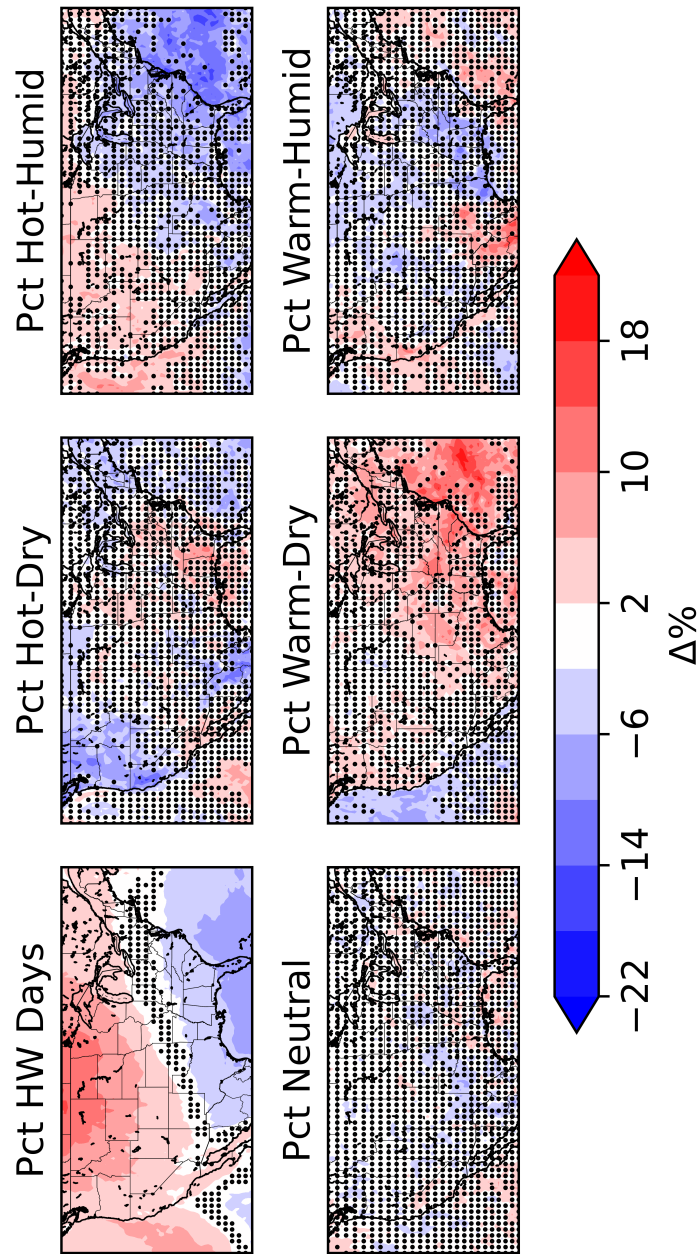 Pct HW Days
Pct Hot-Dry
Pct Hot-Humid
Pct Neutral
Pct Warm-Dry
Pct Warm-Humid
−22 −14 −6 2 10 18
Δ%